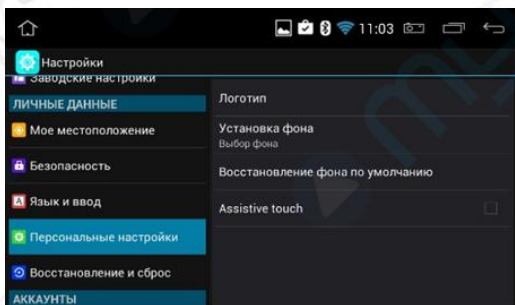 11:03
Настройки
Заводские настройки
ЛИЧНЫЕ ДАННЫЕ
Мое местоположение
Безопасность
Язык и ввод
Персональные настройки
Восстановление и сброс
АККАУНТЫ
Логотип
Установка фона
Выбор фона
Восстановление фона по умолчанию
Assistive touch